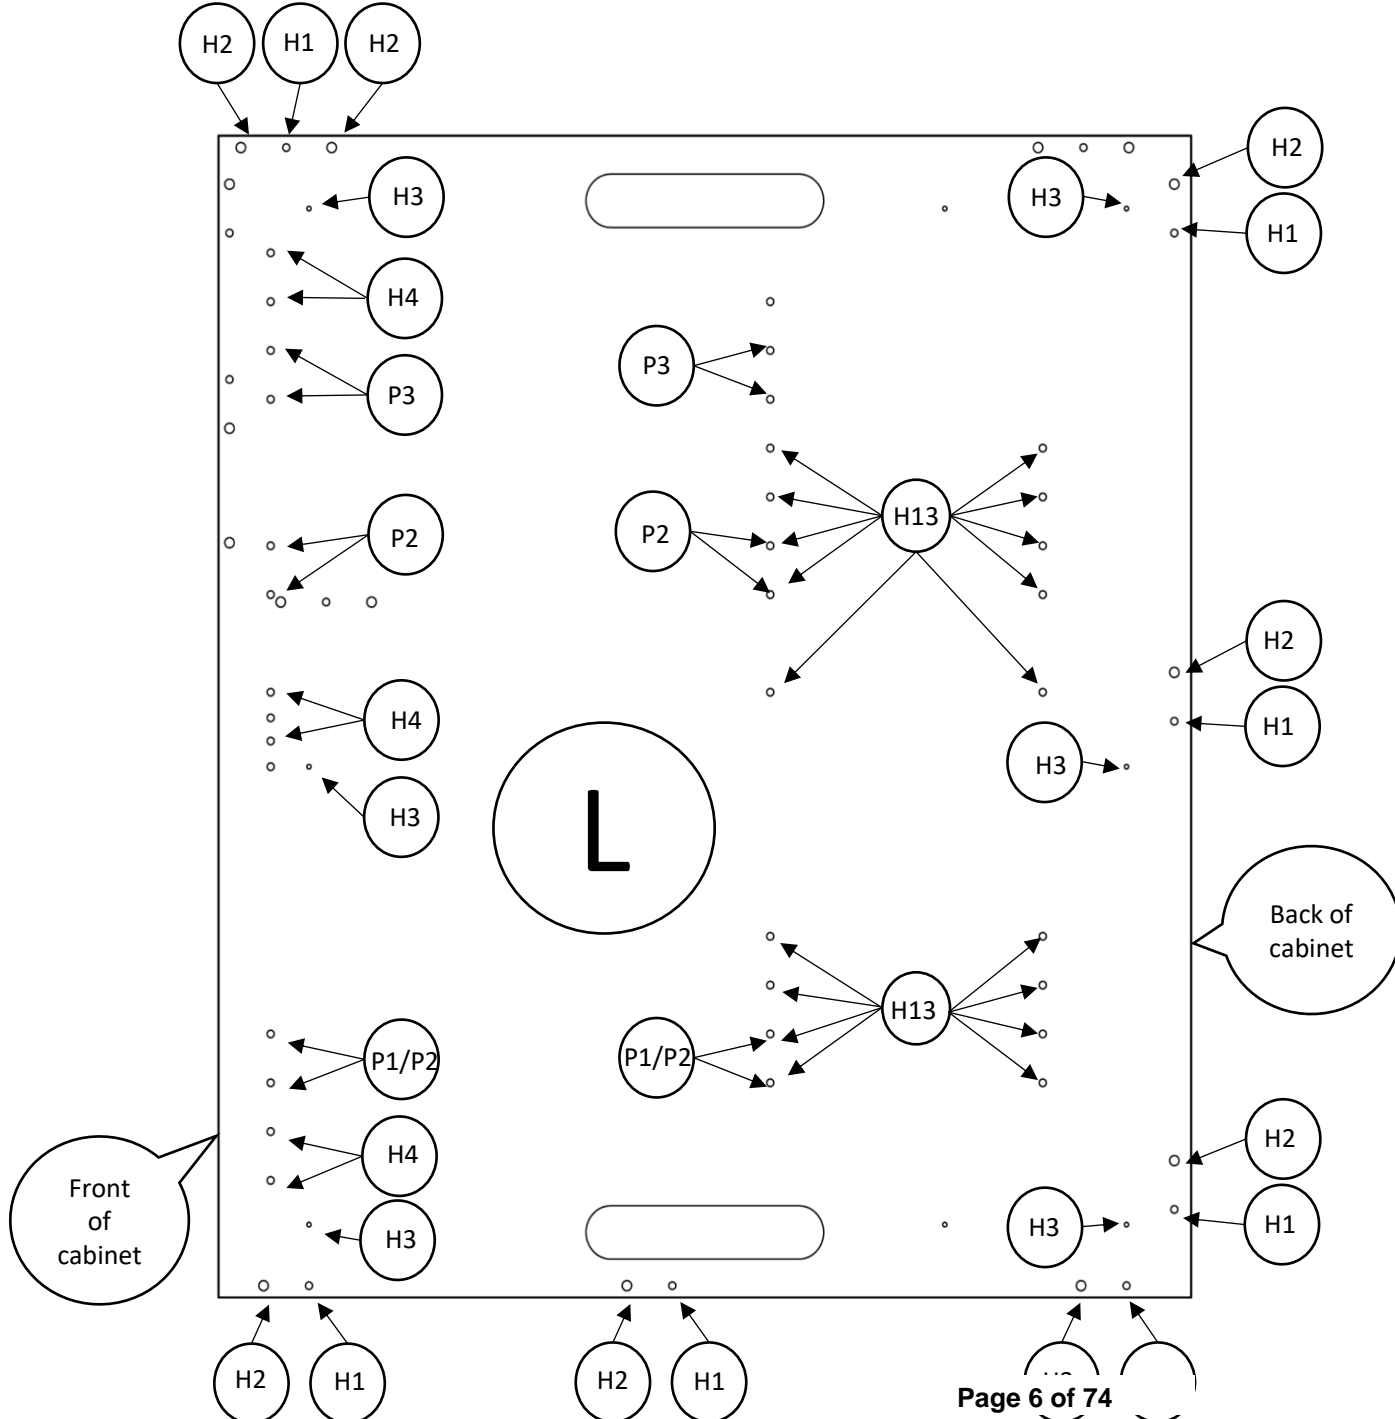 H2 H1 H2
H2
H3
H3
H1
H4
P3
P3
H13
P2
P2
H2
H4
H1
H3
H3
L
Back of
cabinet
H13
P1/P2
P1/P2
H2
H4
Front
of
cabinet
H3
H1
H3
H2
H1
H2
H1
Page 6 of 74